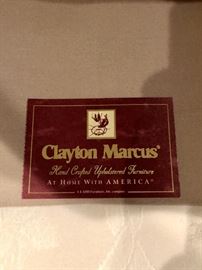 Clayton Marcus®
Hand Crafted Upholstered Furniture
AT HOME WITH AMERICA®